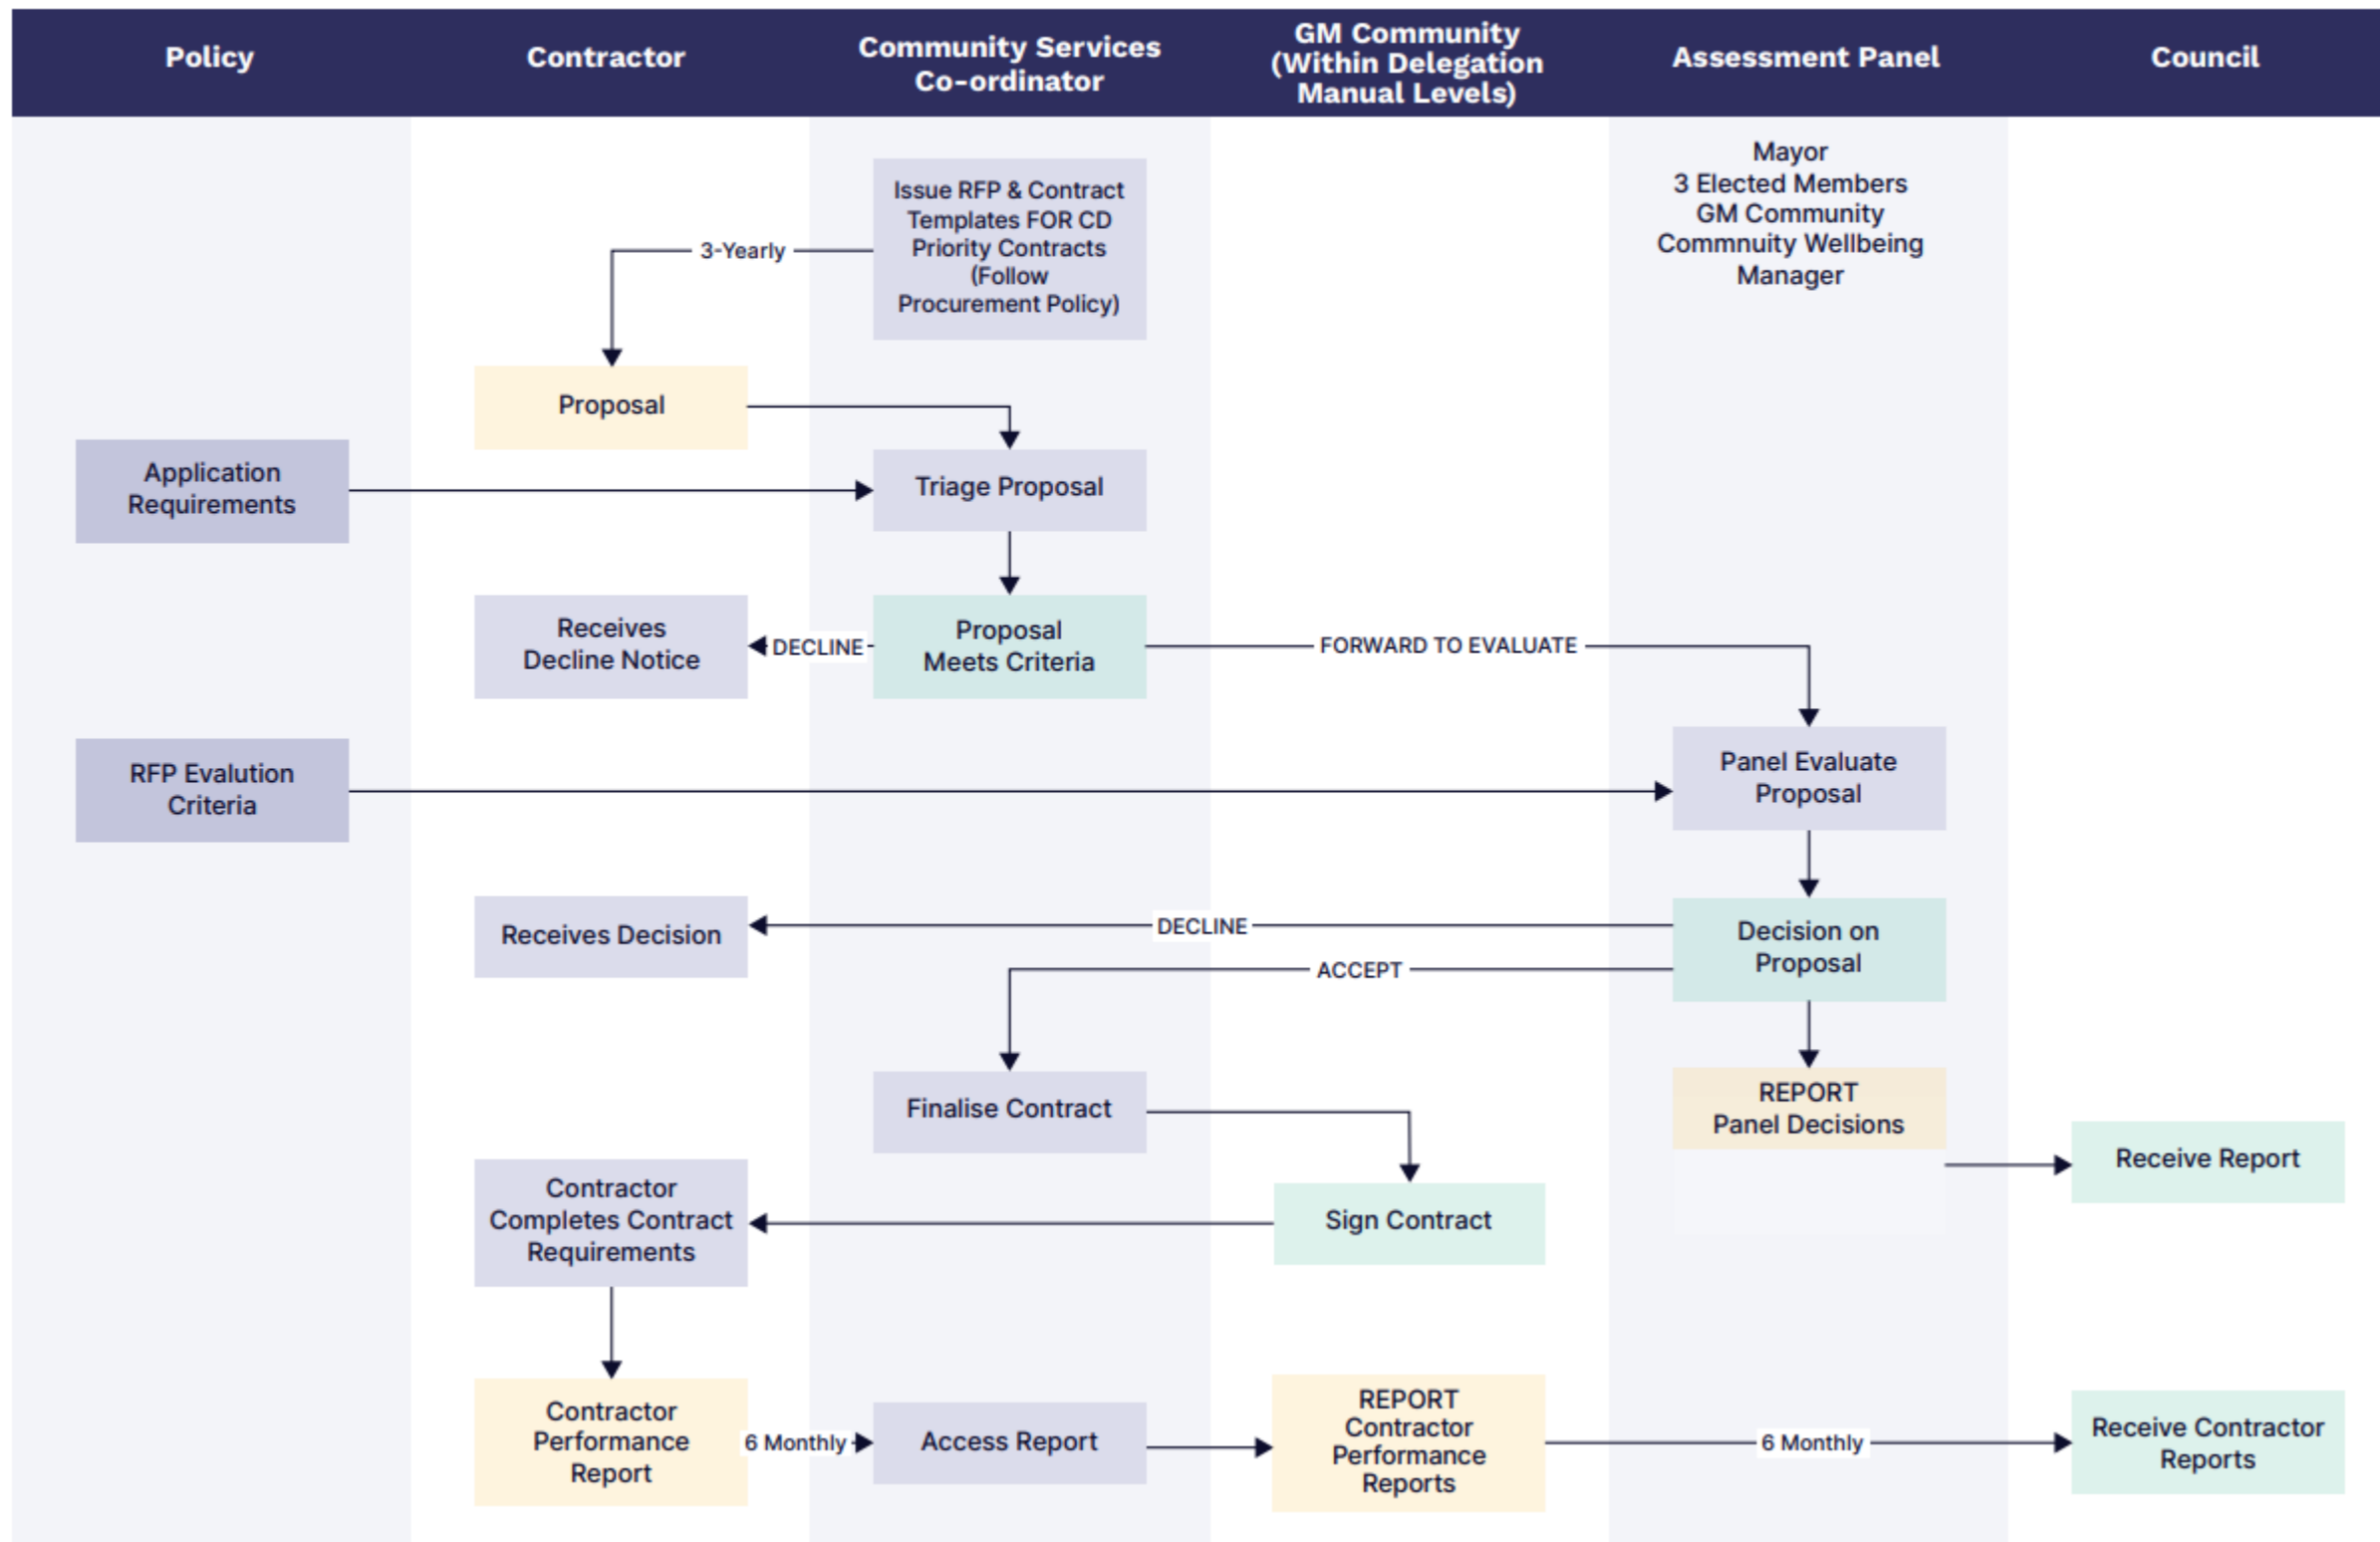 Policy
Contractor
Community Services
Co-ordinator
GM Community
(Within Delegation
Manual Levels)
Assessment Panel
Council
Mayor
3 Elected Members
GM Community
Commnuity Wellbeing
Manager
Issue RFP & Contract
Templates FOR CD
Priority Contracts
(Follow
Procurement Policy)
3-Yearly
Proposal
Application
Requirements
Triage Proposal
Receives
Decline Notice
DECLINE
Proposal
Meets Criteria
FORWARD TO EVALUATE
RFP Evalution
Criteria
Panel Evaluate
Proposal
Receives Decision
DECLINE
Decision on
Proposal
ACCEPT
Finalise Contract
REPORT
Panel Decisions
Receive Report
Contractor
Completes Contract
Requirements
Sign Contract
Contractor
Performance
Report
6 Monthly
Access Report
REPORT
Contractor
Performance
Reports
6 Monthly
Receive Contractor
Reports